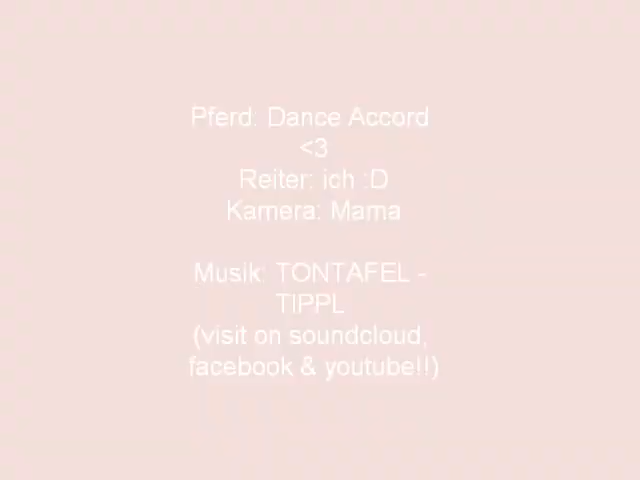 Pferd: Dance Accord
<3
Reiter: ich :D
Kamera: Mama
Musik: TONTAFEL -
TIPPL
(visit on soundcloud,
facebook & youtube!!)